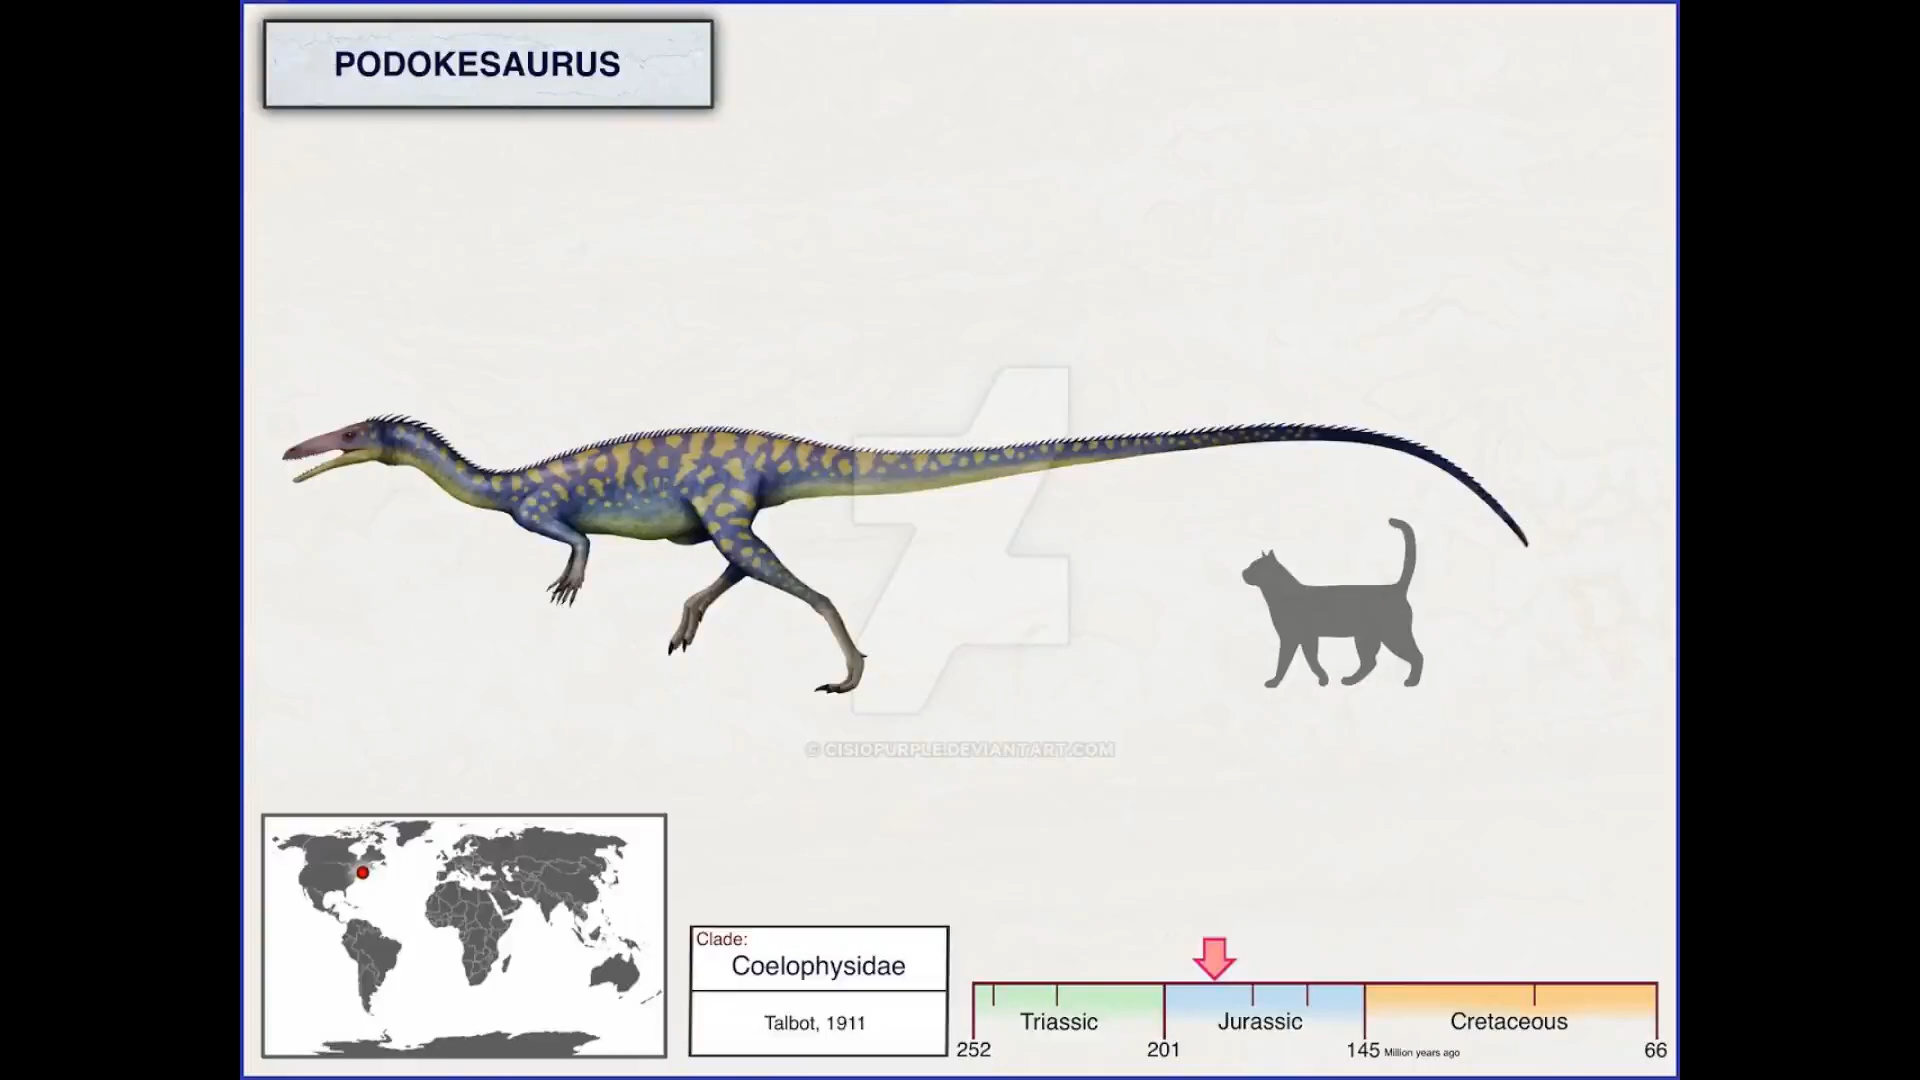 PODOKESAURUS
© CISIOPURPLE.DEVIANTART.COM
Clade:
Coelophysidae
Talbot, 1911
Triassic
Jurassic
Cretaceous
252
201
145 Million years ago
66